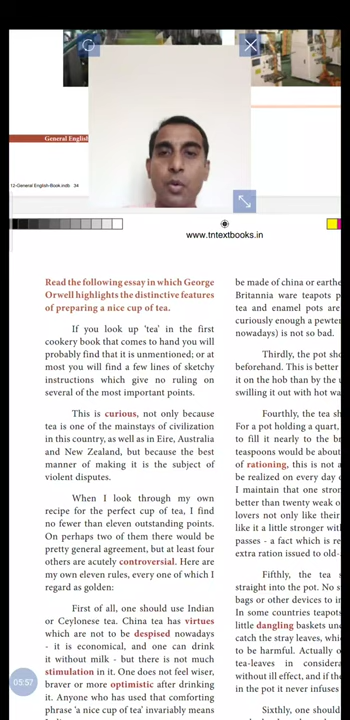 General English
12-General English-Book.indb 34
www.tntextbooks.in
Read the following essay in which George
Orwell highlights the distinctive features
of preparing a nice cup of tea.
If you look up ‘tea’ in the first
cookery book that comes to hand you will
probably find that it is unmentioned; or at
most you will find a few lines of sketchy
instructions which give no ruling on
several of the most important points.
This is curious, not only because
tea is one of the mainstays of civilization
in this country, as well as in Eire, Australia
and New Zealand, but because the best
manner of making it is the subject of
violent disputes.
When I look through my own
recipe for the perfect cup of tea, I find
no fewer than eleven outstanding points.
On perhaps two of them there would be
pretty general agreement, but at least four
others are acutely controversial. Here are
my own eleven rules, every one of which I
regard as golden:
First of all, one should use Indian
or Ceylonese tea. China tea has virtues
which are not to be despised nowadays
- it is economical, and one can drink
it without milk - but there is not much
stimulation in it. One does not feel wiser,
braver or more optimistic after drinking
it. Anyone who has used that comforting
phrase ‘a nice cup of tea’ invariably means
05:57
be made of china or earthe
Britannia ware teapots p
tea and enamel pots are
curiously enough a pewter
nowadays) is not so bad.
Thirdly, the pot sho
beforehand. This is better
it on the hob than by the u
swilling it out with hot wa
Fourthly, the tea sh
For a pot holding a quart,
to fill it nearly to the br
teaspoons would be about
of rationing, this is not a
be realized on every day o
I maintain that one stron
better than twenty weak o
lovers not only like their
like it a little stronger wit
passes - a fact which is re
extra ration issued to old-
Fifthly, the tea s
straight into the pot. No s
bags or other devices to in
In some countries teapots
little dangling baskets und
catch the stray leaves, whic
to be harmful. Actually o
tea-leaves in considera
without ill effect, and if the
in the pot it never infuses
Sixthly, one should